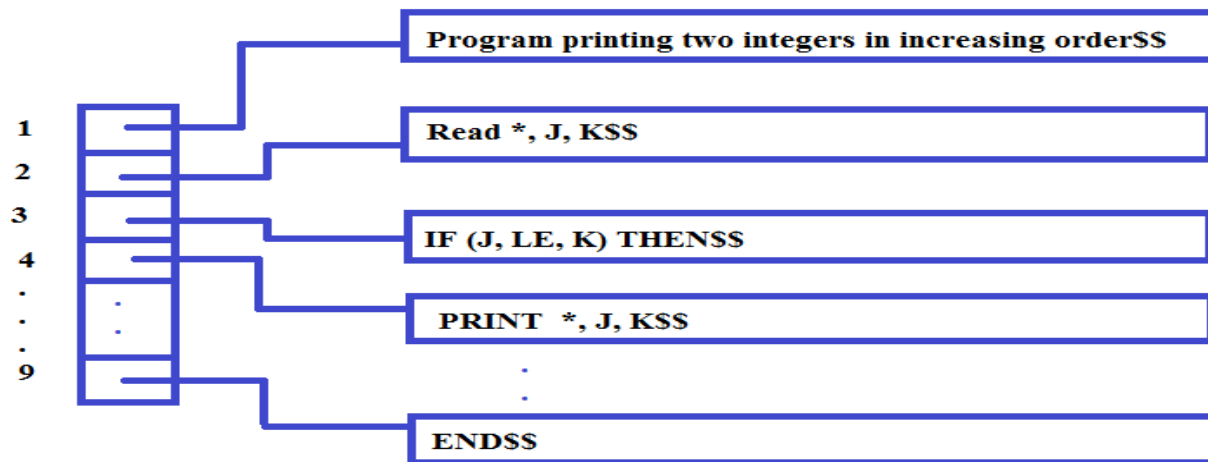 Program printing two integers in increasing order$$
1
Read *, J, K$$
2
3
IF (J, LE, K) THEN$$
4
PRINT *, J, K$$
.
.
.
9
END$$